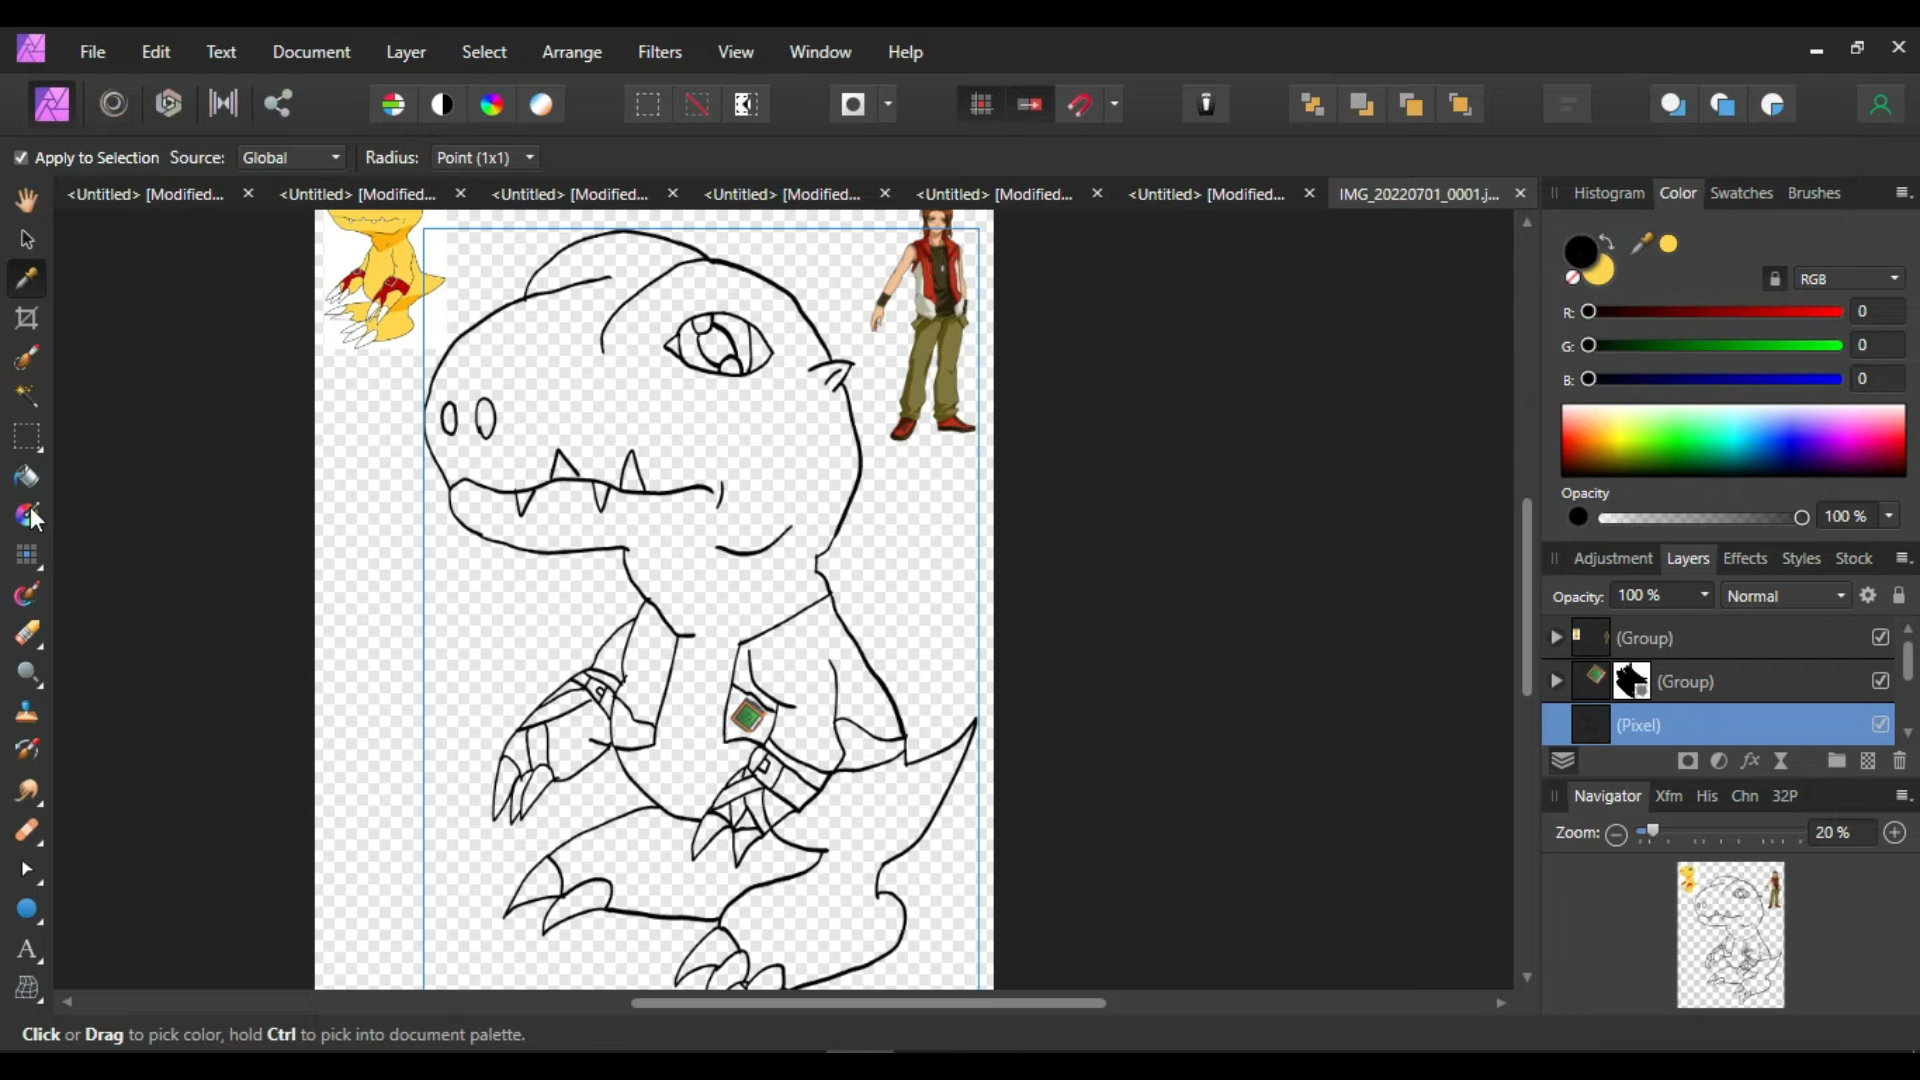 File Edit Text Document Layer Select Arrange Filters View Window Help
Apply to Selection Source: Global Radius: Point (1x1)
<Untitled> [Modified... <Untitled> [Modified... <Untitled> [Modified... <Untitled> [Modified... <Untitled> [Modified... <Untitled> [Modified... IMG_20220701_0001.j...
Histogram Color Swatches Brushes
RGB
R: 0
G: 0
B: 0
Opacity
100 %
Adjustment Layers Effects Styles Stock
Opacity: 100 % Normal
(Group)
(Group)
(Pixel)
Navigator Xfm His Chn 32P
Zoom: 20 %
Click or Drag to pick color, hold Ctrl to pick into document palette.